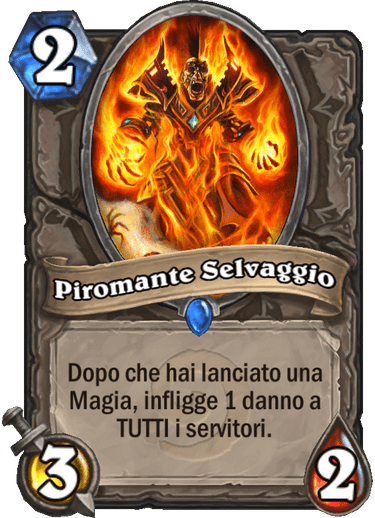 2
Piromante Selvaggio
Dopo che hai lanciato una
Magia, infligge 1 danno a
TUTTI i servitori.
3
2